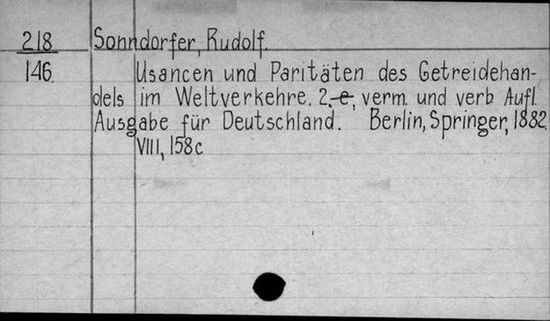 218 Sonndorfer, Rudolf.
146. Usancen und Paritäten des Getreidehan-
dels im Weltverkehre. 2. e, verm. und verb Aufl.
Ausgabe für Deutschland. Berlin, Springer, 1882
VIII, 158 c